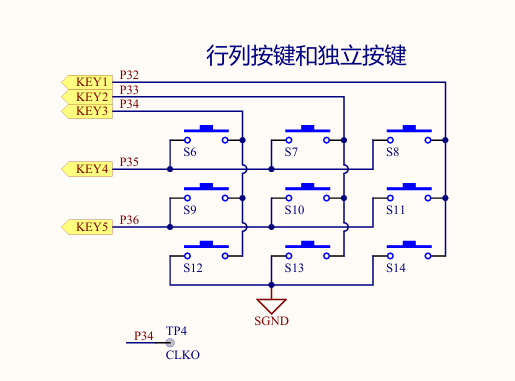 行列按键和独立按键
KEY1 P32
KEY2 P33
KEY3 P34
S6 S7 S8
KEY4 P35
S9 S10 S11
KEY5 P36
S12 S13 S14
SGND
P34 TP4
CLKO